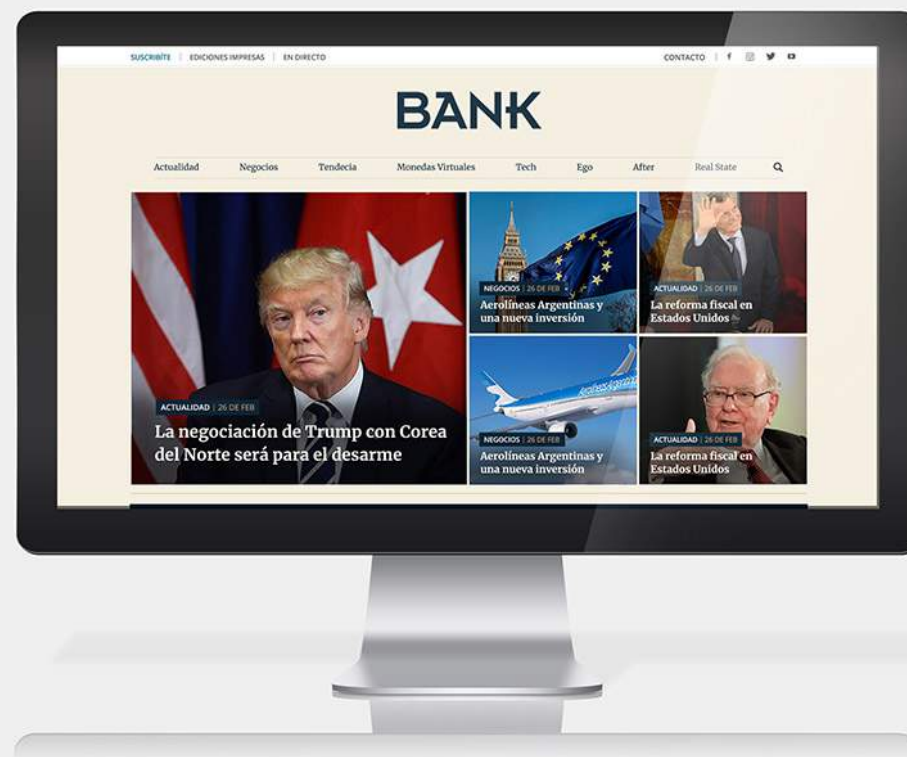 SUSCRIBÍTE | EDICIONES IMPRESAS | EN DIRECTO
CONTACTO
BANK
Actualidad Negocios Tendecia Monedas Virtuales Tech Ego After Real State
ACTUALIDAD | 26 DE FEB
La negociación de Trump con Corea
del Norte será para el desarme
NEGOCIOS | 26 DE FEB
Aerolíneas Argentinas y
una nueva inversión
ACTUALIDAD | 26 DE FEB
La reforma fiscal en
Estados Unidos
NEGOCIOS | 26 DE FEB
Aerolíneas Argentinas y
una nueva inversión
ACTUALIDAD | 26 DE FEB
La reforma fiscal en
Estados Unidos
Aerolíneas Argentinas